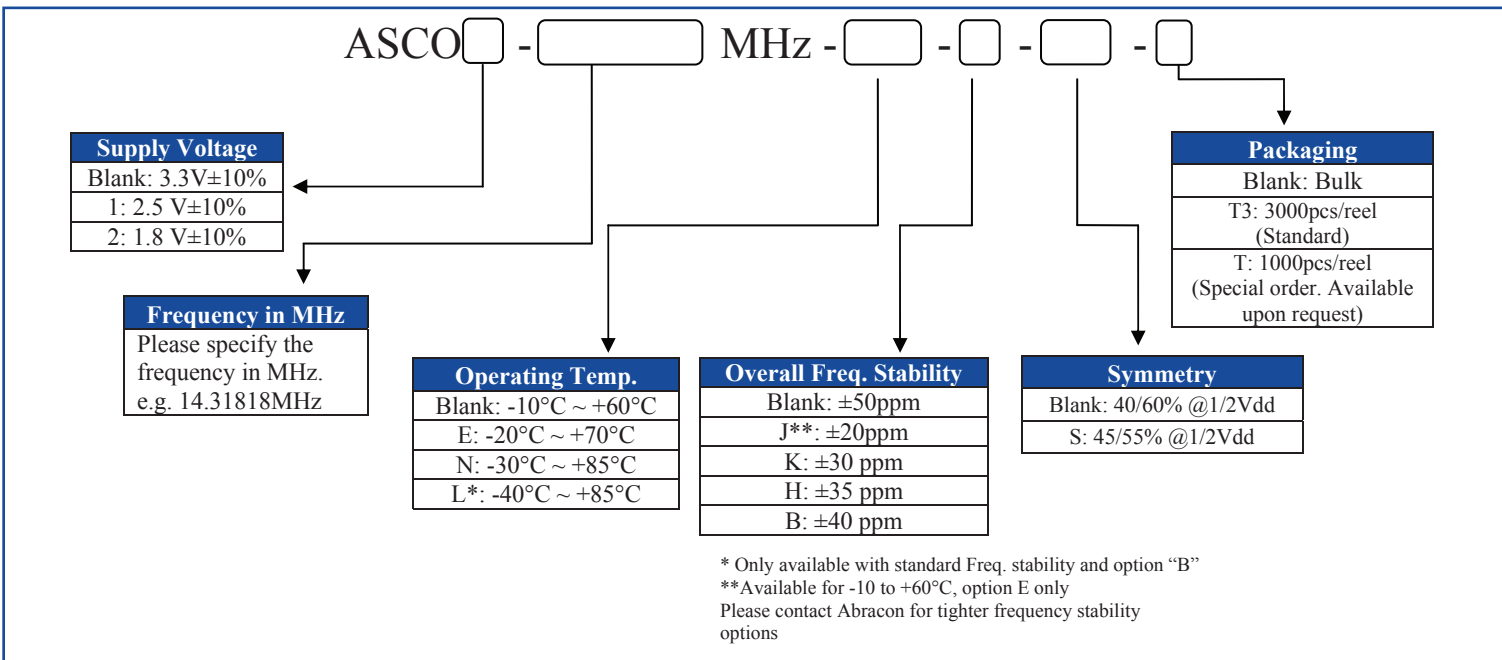 ASCO - MHz - - - -
Supply Voltage
Blank: 3.3V±10%
1: 2.5 V±10%
2: 1.8 V±10%
Frequency in MHz
Please specify the
frequency in MHz.
e.g. 14.31818MHz
Operating Temp.
Blank: -10°C ~ +60°C
E: -20°C ~ +70°C
N: -30°C ~ +85°C
L*: -40°C ~ +85°C
Overall Freq. Stability
Blank: ±50ppm
J**: ±20ppm
K: ±30 ppm
H: ±35 ppm
B: ±40 ppm
Symmetry
Blank: 40/60% @1/2Vdd
S: 45/55% @1/2Vdd
Packaging
Blank: Bulk
T3: 3000pcs/reel
(Standard)
T: 1000pcs/reel
(Special order. Available
upon request)
* Only available with standard Freq. stability and option “B”
**Available for -10 to +60°C, option E only
Please contact Abracon for tighter frequency stability
options